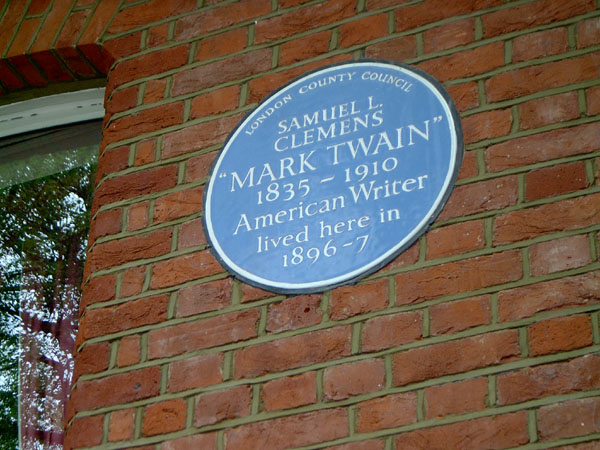 LONDON COUNTY COUNCIL
SAMUEL L.
CLEMENS
"MARK TWAIN"
1835 - 1910
American Writer
lived here in
1896-7